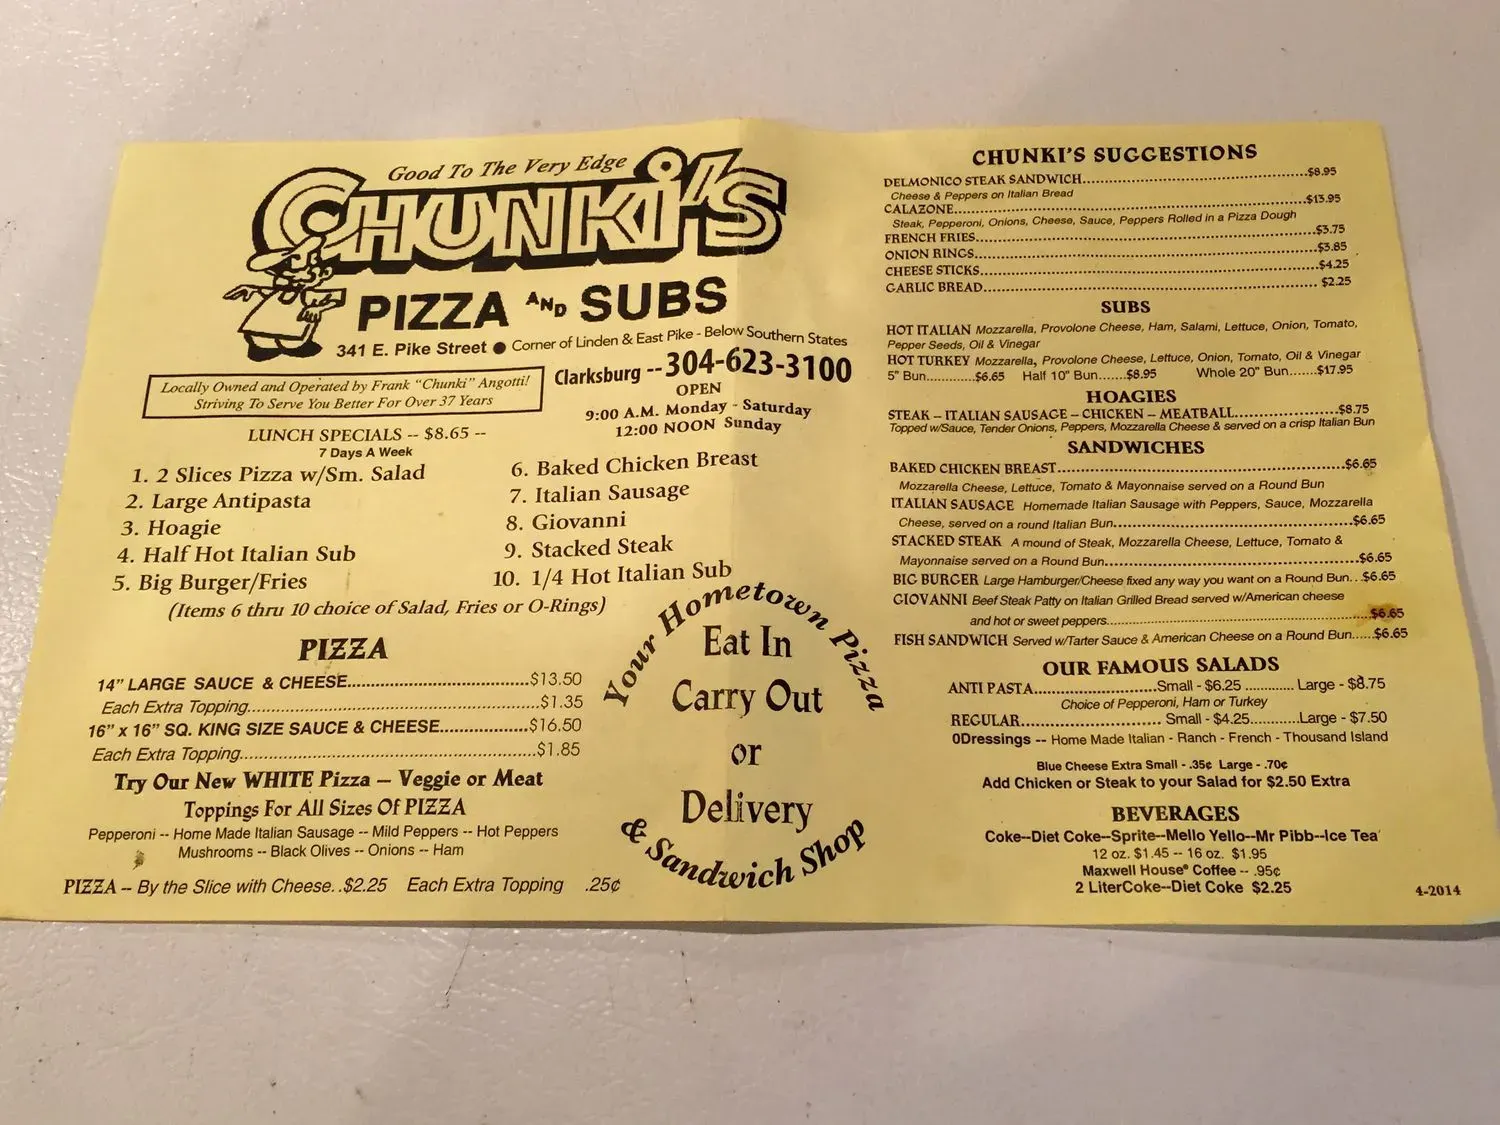 Good To The Very Edge
CHUNKi'S
PIZZA AND SUBS
341 E. Pike Street ● Corner of Linden & East Pike - Below Southern States
Locally Owned and Operated by Frank "Chunki" Angotti!
Striving To Serve You Better For Over 37 Years
Clarksburg -- 304-623-3100
OPEN
9:00 A.M. Monday - Saturday
12:00 NOON Sunday
LUNCH SPECIALS -- $8.65 --
7 Days A Week
1. 2 Slices Pizza w/Sm. Salad
2. Large Antipasta
3. Hoagie
4. Half Hot Italian Sub
5. Big Burger/Fries
6. Baked Chicken Breast
7. Italian Sausage
8. Giovanni
9. Stacked Steak
10. 1/4 Hot Italian Sub
(Items 6 thru 10 choice of Salad, Fries or O-Rings)
PIZZA
14" LARGE SAUCE & CHEESE...$13.50
Each Extra Topping...$1.35
16" x 16" SQ. KING SIZE SAUCE & CHEESE...$16.50
Each Extra Topping...$1.85
Try Our New WHITE Pizza – Veggie or Meat
Toppings For All Sizes Of PIZZA
Pepperoni -- Home Made Italian Sausage -- Mild Peppers -- Hot Peppers
Mushrooms -- Black Olives -- Onions -- Ham
PIZZA -- By the Slice with Cheese..$2.25 Each Extra Topping .25¢
Your Hometown Pizza
Eat In
Carry Out
or
Delivery
& Sandwich Shop
CHUNKI'S SUGGESTIONS
DELMONICO STEAK SANDWICH...$8.95
Cheese & Peppers on Italian Bread
CALAZONE...$13.95
Steak, Pepperoni, Onions, Cheese, Sauce, Peppers Rolled in a Pizza Dough
FRENCH FRIES...$3.75
ONION RINGS...$3.85
CHEESE STICKS...$4.25
GARLIC BREAD...$2.25
SUBS
HOT ITALIAN Mozzarella, Provolone Cheese, Ham, Salami, Lettuce, Onion, Tomato,
Pepper Seeds, Oil & Vinegar
HOT TURKEY Mozzarella, Provolone Cheese, Lettuce, Onion, Tomato, Oil & Vinegar
5" Bun...$6.65 Half 10" Bun...$8.95 Whole 20" Bun...$17.95
HOAGIES
STEAK – ITALIAN SAUSAGE – CHICKEN – MEATBALL...$8.75
Topped w/Sauce, Tender Onions, Peppers, Mozzarella Cheese & served on a crisp Italian Bun
SANDWICHES
BAKED CHICKEN BREAST...$6.65
Mozzarella Cheese, Lettuce, Tomato & Mayonnaise served on a Round Bun
ITALIAN SAUSAGE Homemade Italian Sausage with Peppers, Sauce, Mozzarella
Cheese, served on a round Italian Bun...$6.65
STACKED STEAK A mound of Steak, Mozzarella Cheese, Lettuce, Tomato &
Mayonnaise served on a Round Bun...$6.65
BIG BURGER Large Hamburger/Cheese fixed any way you want on a Round Bun...$6.65
GIOVANNI Beef Steak Patty on Italian Grilled Bread served w/American cheese
and hot or sweet peppers...$6.65
FISH SANDWICH Served w/Tarter Sauce & American Cheese on a Round Bun...$6.65
OUR FAMOUS SALADS
ANTI PASTA...Small - $6.25...Large - $8.75
Choice of Pepperoni, Ham or Turkey
REGULAR...Small - $4.25...Large - $7.50
0Dressings -- Home Made Italian - Ranch - French - Thousand Island
Blue Cheese Extra Small - .35¢ Large - .70¢
Add Chicken or Steak to your Salad for $2.50 Extra
BEVERAGES
Coke--Diet Coke--Sprite--Mello Yello--Mr Pibb--Ice Tea
12 oz. $1.45 -- 16 oz. $1.95
Maxwell House® Coffee -- .95¢
2 LiterCoke--Diet Coke $2.25
4-2014